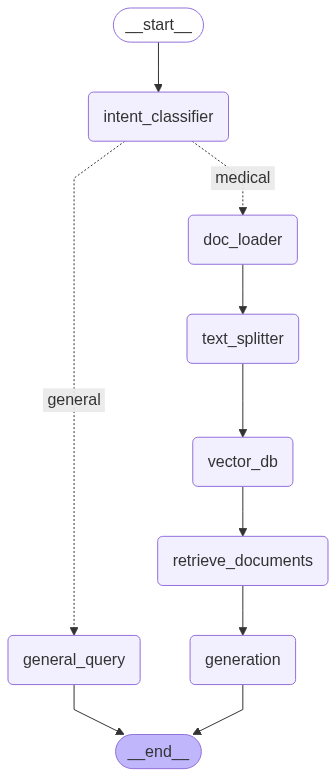 __start__
intent_classifier
medical
doc_loader
text_splitter
general
vector_db
retrieve_documents
general_query
generation
__end__